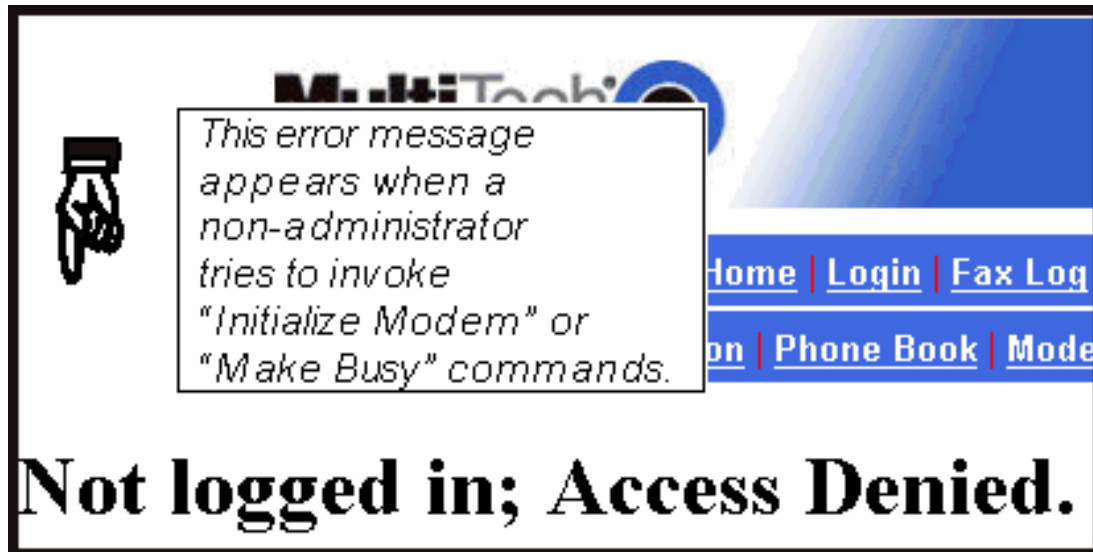 MultiTech
This error message
appears when a
non-administrator
tries to invoke
"Initialize Modem" or
"Make Busy" commands.
Home | Login | Fax Log
Phone Book |
Not logged in; Access Denied.